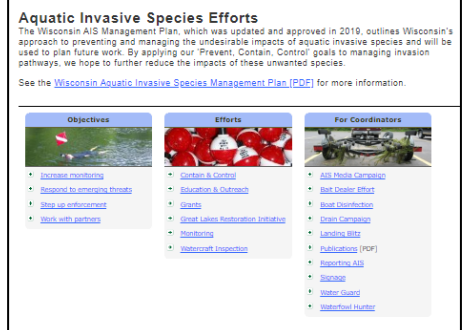 Aquatic Invasive Species Efforts
The Wisconsin AIS Management Plan, which was updated and approved in 2019, outlines Wisconsin's
approach to preventing and managing the undesirable impacts of aquatic invasive species and will be
used to plan future work. By applying our 'Prevent, Contain, Control' goals to managing invasion
pathways, we hope to further reduce the impacts of these unwanted species.
See the Wisconsin Aquatic Invasive Species Management Plan [PDF] for more information.
Objectives
Increase monitoring
Respond to emerging threats
Step up enforcement
Work with partners
Efforts
Contain & Control
Education & Outreach
Grants
Great Lakes Restoration Initiative
Monitoring
Watercraft Inspection
For Coordinators
AIS Media Campaign
Bait Dealer Effort
Boat Disinfection
Drain Campaign
Landing Blitz
Publications [PDF]
Reporting AIS
Signage
Water Guard
Waterfowl Hunter